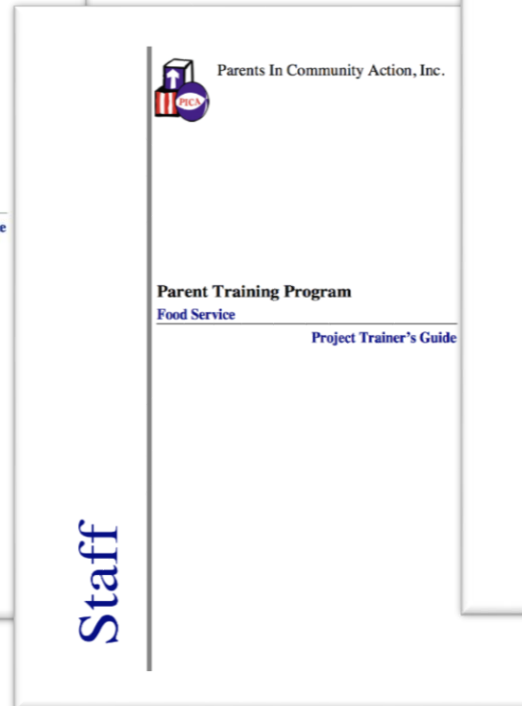 Parents In Community Action, Inc.
PICA
Parent Training Program
Food Service
Project Trainer's Guide
e
Staff